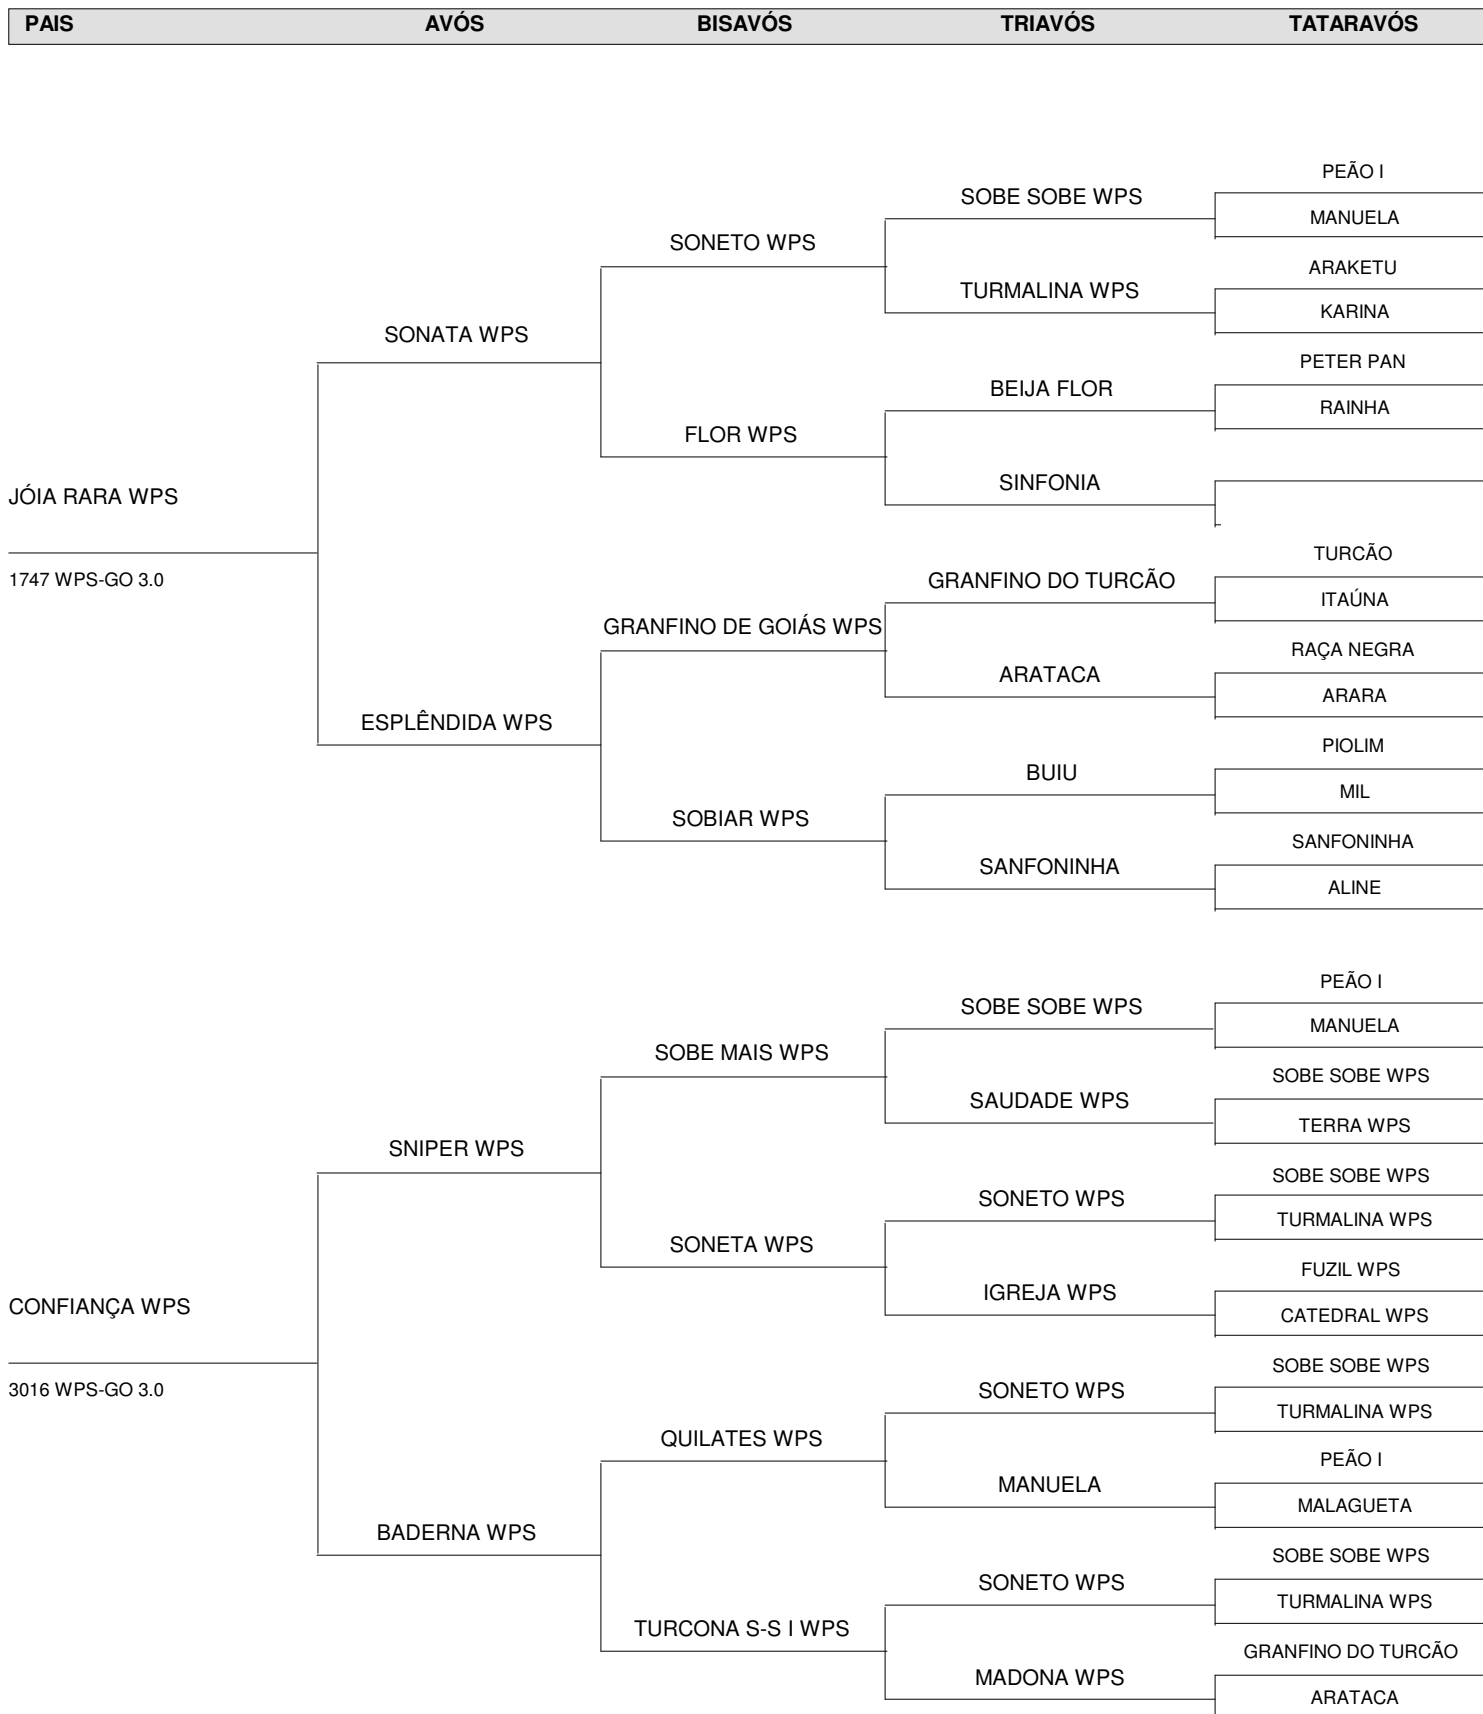 PAIS AVÓS BISAVÓS TRIAVÓS TATARAVÓS
PEÃO I
SOBE SOBE WPS
MANUELA
SONETO WPS
ARAKETU
TURMALINA WPS
KARINA
SONATA WPS
PETER PAN
BEIJA FLOR
RAINHA
FLOR WPS
SINFONIA
JÓIA RARA WPS
TURCÃO
1747 WPS-GO 3.0
GRANFINO DO TURCÃO
ITAÚNA
GRANFINO DE GOIÁS WPS
RAÇA NEGRA
ARATACA
ARARA
ESPLÊNDIDA WPS
PIOLIM
BUIU
MIL
SOBIAR WPS
SANFONINHA
SANFONINHA
ALINE
PEÃO I
SOBE SOBE WPS
MANUELA
SOBE MAIS WPS
SOBE SOBE WPS
SAUDADE WPS
TERRA WPS
SNIPER WPS
SOBE SOBE WPS
SONETO WPS
TURMALINA WPS
SONETA WPS
FUZIL WPS
IGREJA WPS
CONFIANÇA WPS
CATEDRAL WPS
SOBE SOBE WPS
3016 WPS-GO 3.0
SONETO WPS
TURMALINA WPS
QUILATES WPS
PEÃO I
MANUELA
MALAGUETA
BADERNA WPS
SOBE SOBE WPS
SONETO WPS
TURMALINA WPS
TURCONA S-S I WPS
GRANFINO DO TURCÃO
MADONA WPS
ARATACA